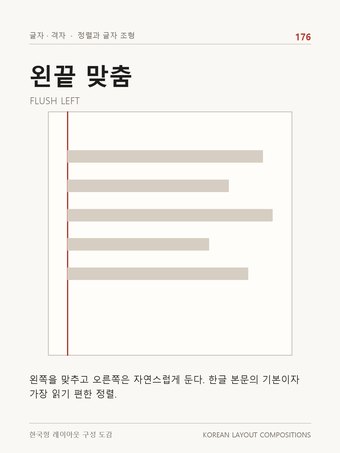 글자 · 격자 · 정렬과 글자 조형
176
왼끝 맞춤
FLUSH LEFT
왼쪽을 맞추고 오른쪽은 자연스럽게 둔다. 한글 본문의 기본이자
가장 읽기 편한 정렬.
한국형 레이아웃 구성 도감
KOREAN LAYOUT COMPOSITIONS